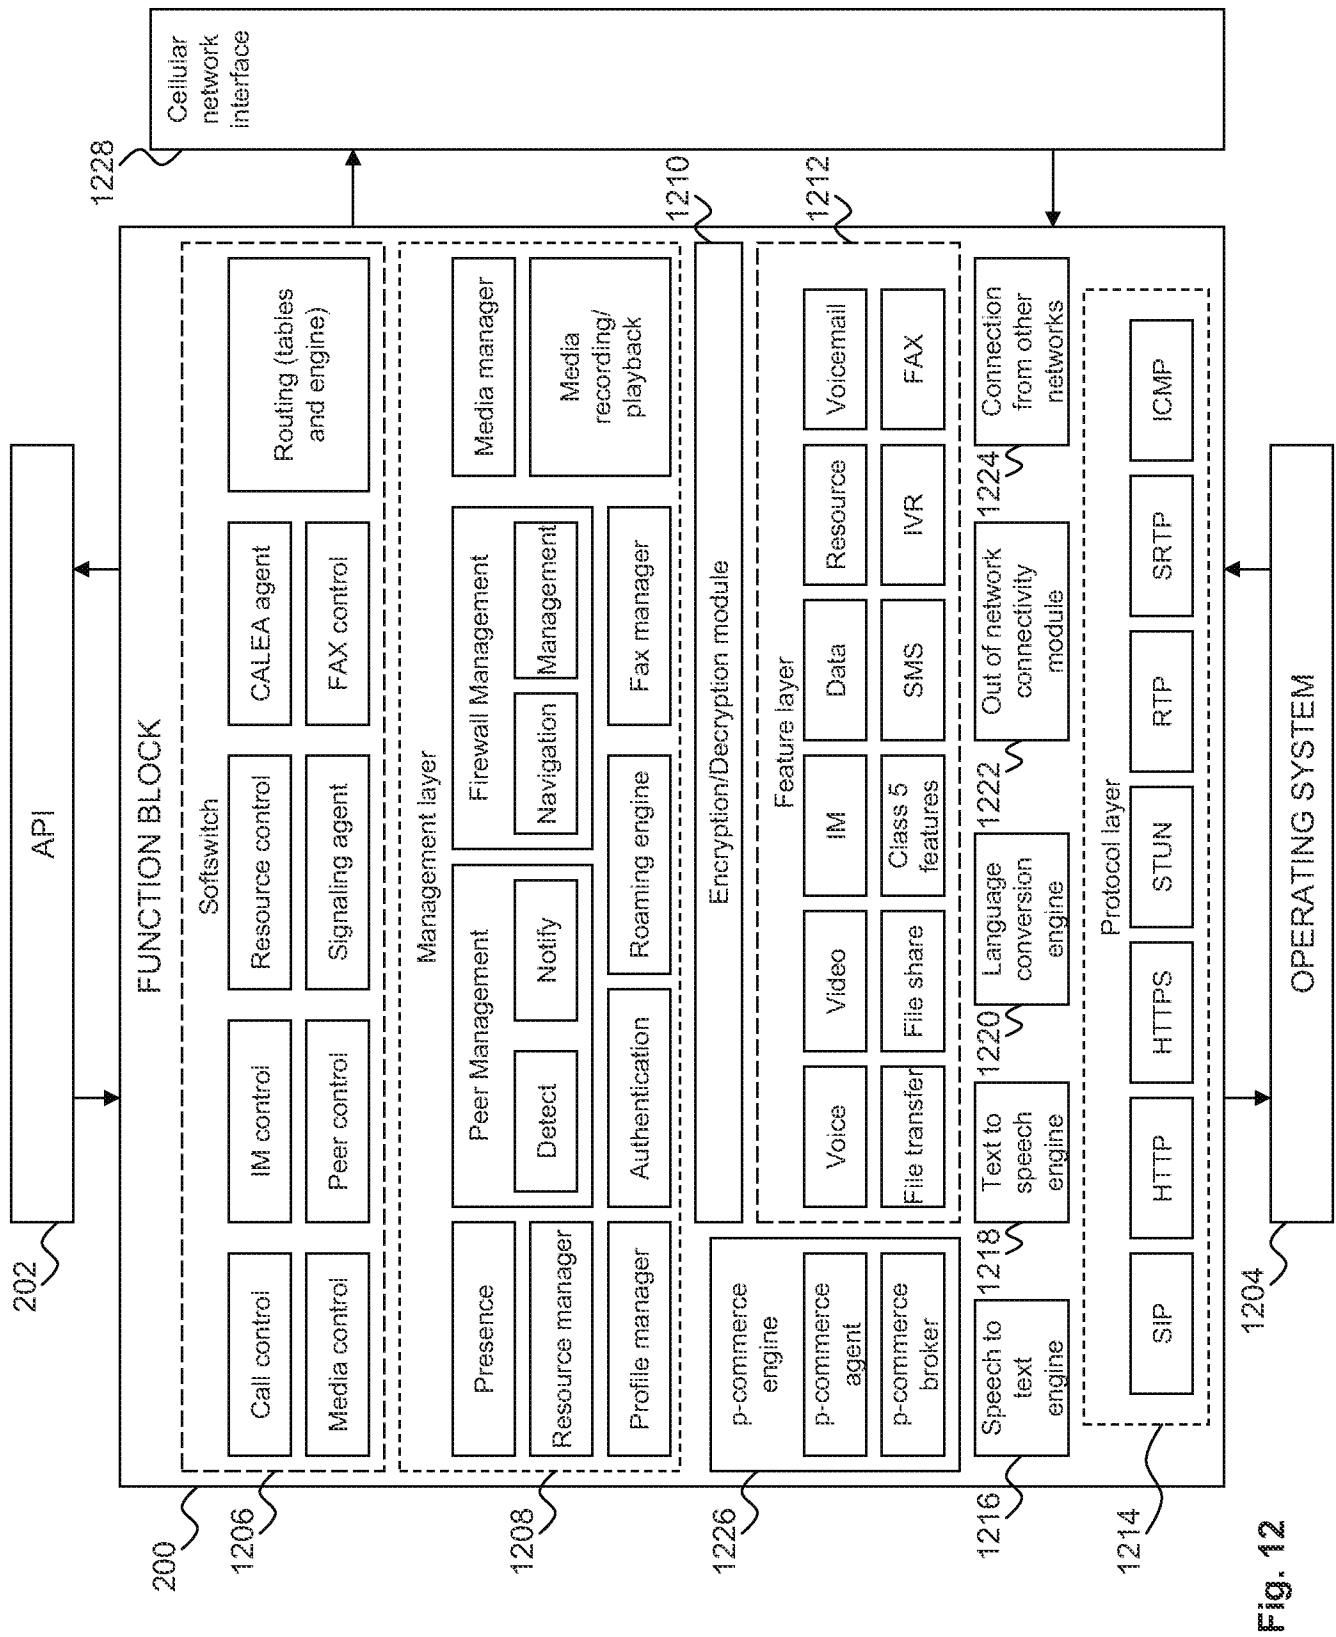 202
API
1228
Cellular
network
interface
200
FUNCTION BLOCK
1206
Softswitch
Call control
IM control
Resource control
CALEA agent
Routing (tables
and engine)
Media control
Peer control
Signaling agent
FAX control
1208
Management layer
Presence
Peer Management
Firewall Management
Media manager
Resource manager
Detect
Notify
Navigation
Management
Media
recording/
playback
Profile manager
Authentication
Roaming engine
Fax manager
1210
Encryption/Decryption module
1226
p-commerce
engine
p-commerce
agent
p-commerce
broker
1212
Feature layer
Voice
Video
IM
Data
Resource
Voicemail
File transfer
File share
Class 5
features
SMS
IVR
FAX
1216
Speech to
text
engine
1218
Text to
speech
engine
1220
Language
conversion
engine
1222
Out of network
connectivity
module
1224
Connection
from other
networks
1214
Protocol layer
SIP
HTTP
HTTPS
STUN
RTP
SRTP
ICMP
1204
OPERATING SYSTEM
Fig. 12